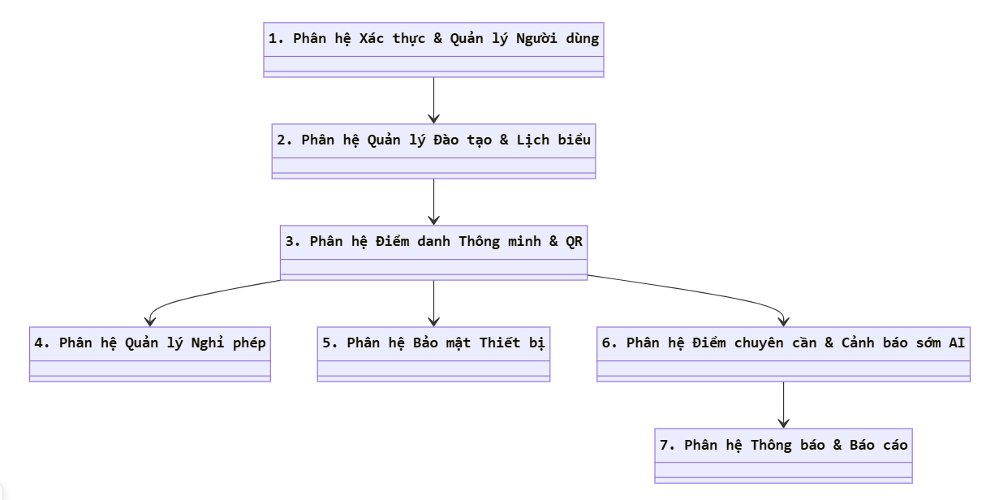 1. Phân hệ Xác thực & Quản lý Người dùng
2. Phân hệ Quản lý Đào tạo & Lịch biểu
3. Phân hệ Điểm danh Thông minh & QR
4. Phân hệ Quản lý Nghỉ phép
5. Phân hệ Bảo mật Thiết bị
6. Phân hệ Điểm chuyên cần & Cảnh báo sớm AI
7. Phân hệ Thông báo & Báo cáo